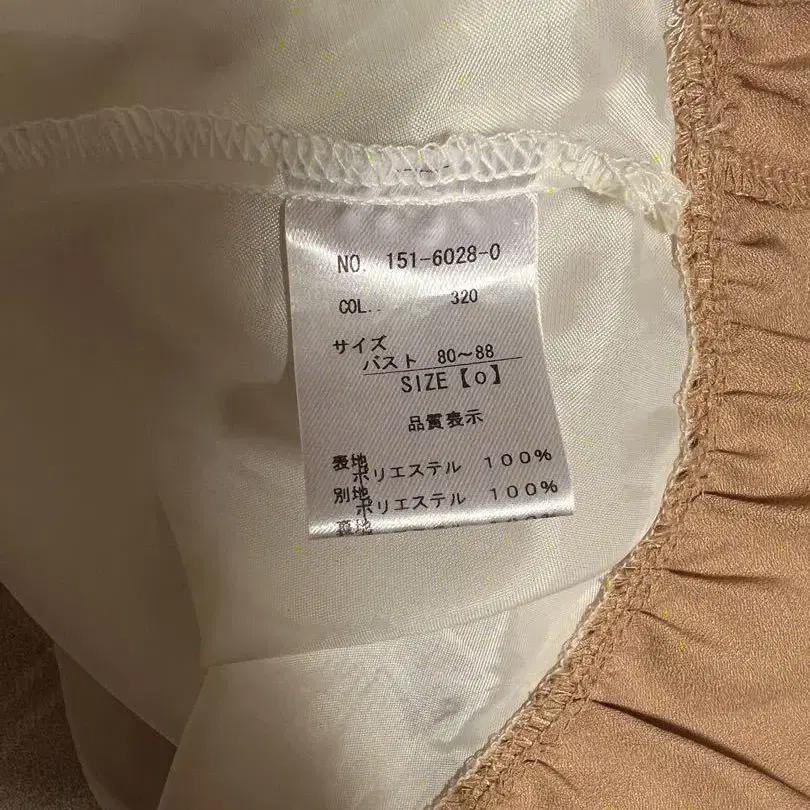 NO. 151-6028-0
COL.. 320
サイズ
バスト 80～88
SIZE【0】
品質表示
表地
ポリエステル 100%
別地
ポリエステル 100%
裏地